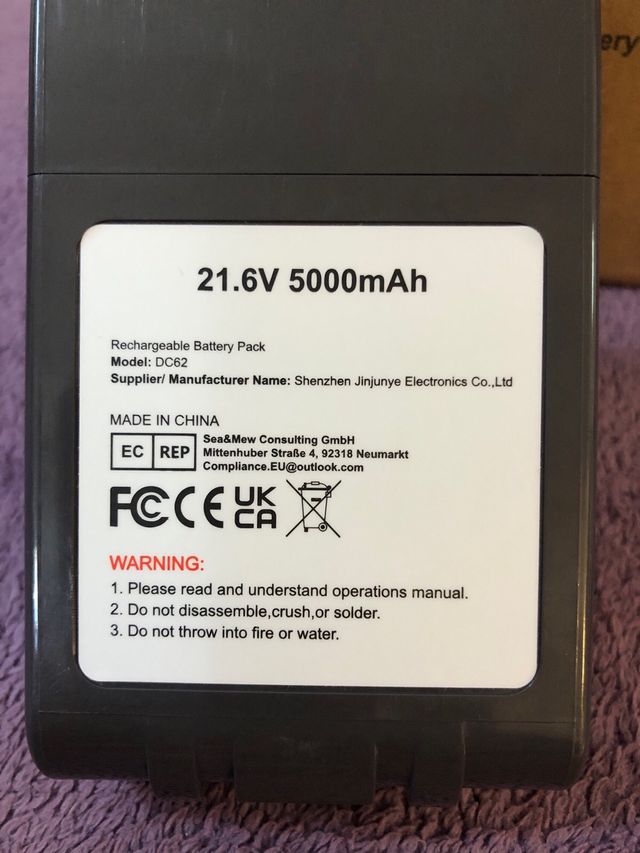 ery
21.6V 5000mAh
Rechargeable Battery Pack
Model: DC62
Supplier/ Manufacturer Name: Shenzhen Jinjunye Electronics Co.,Ltd
MADE IN CHINA
EC REP
Sea&Mew Consulting GmbH
Mittenhuber Straße 4, 92318 Neumarkt
Compliance.EU@outlook.com
FCC CE UK CA
WARNING:
1. Please read and understand operations manual.
2. Do not disassemble,crush,or solder.
3. Do not throw into fire or water.